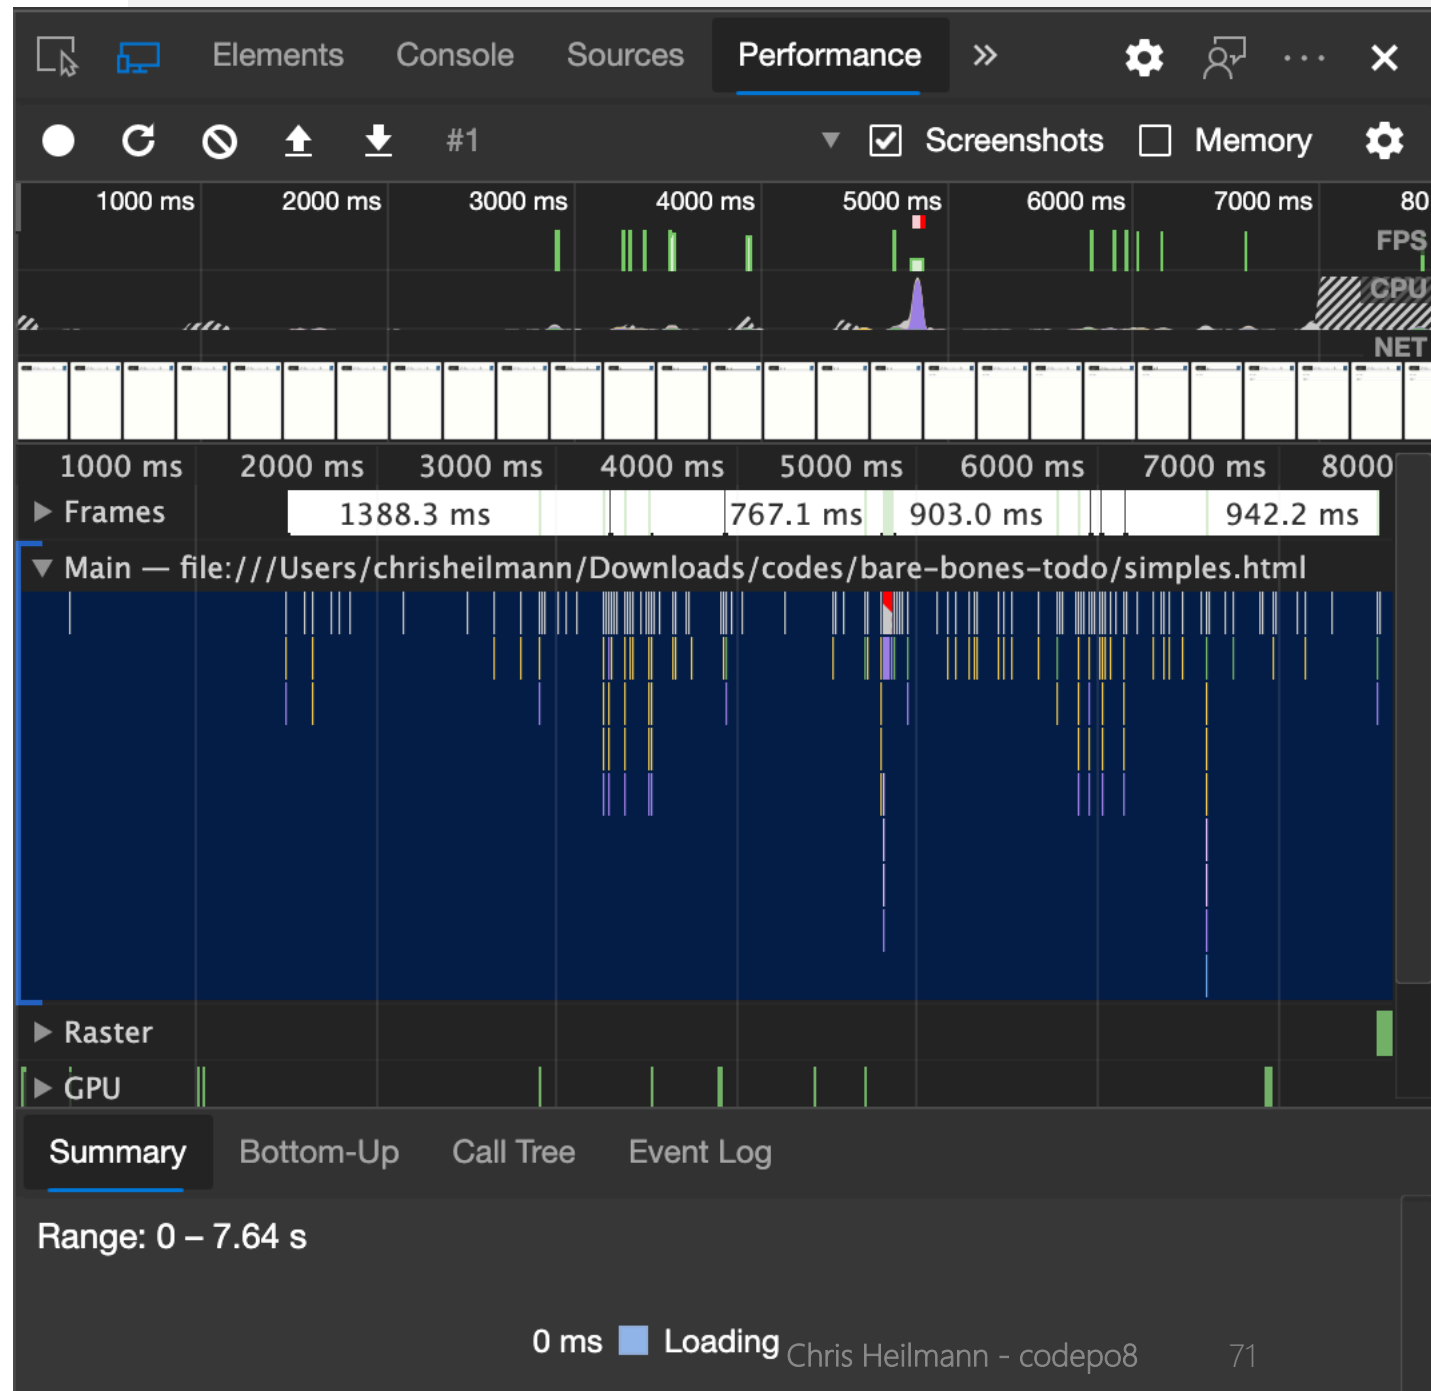 Elements Console Sources Performance »
#1 Screenshots Memory
1000 ms 2000 ms 3000 ms 4000 ms 5000 ms 6000 ms 7000 ms 80
FPS
CPU
NET
1000 ms 2000 ms 3000 ms 4000 ms 5000 ms 6000 ms 7000 ms 8000
Frames 1388.3 ms 767.1 ms 903.0 ms 942.2 ms
Main — file:///Users/chrisheilmann/Downloads/codes/bare-bones-todo/simples.html
Raster
GPU
Summary Bottom-Up Call Tree Event Log
Range: 0 – 7.64 s
0 ms Loading
Chris Heilmann - codepo8 71